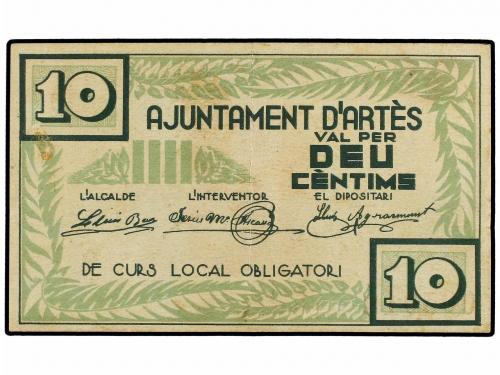 10
AJUNTAMENT D'ARTÈS
VAL PER
DEU
CÈNTIMS
L'ALCALDE L'INTERVENTOR EL DIPOSITARI
DE CURS LOCAL OBLIGATORI
10